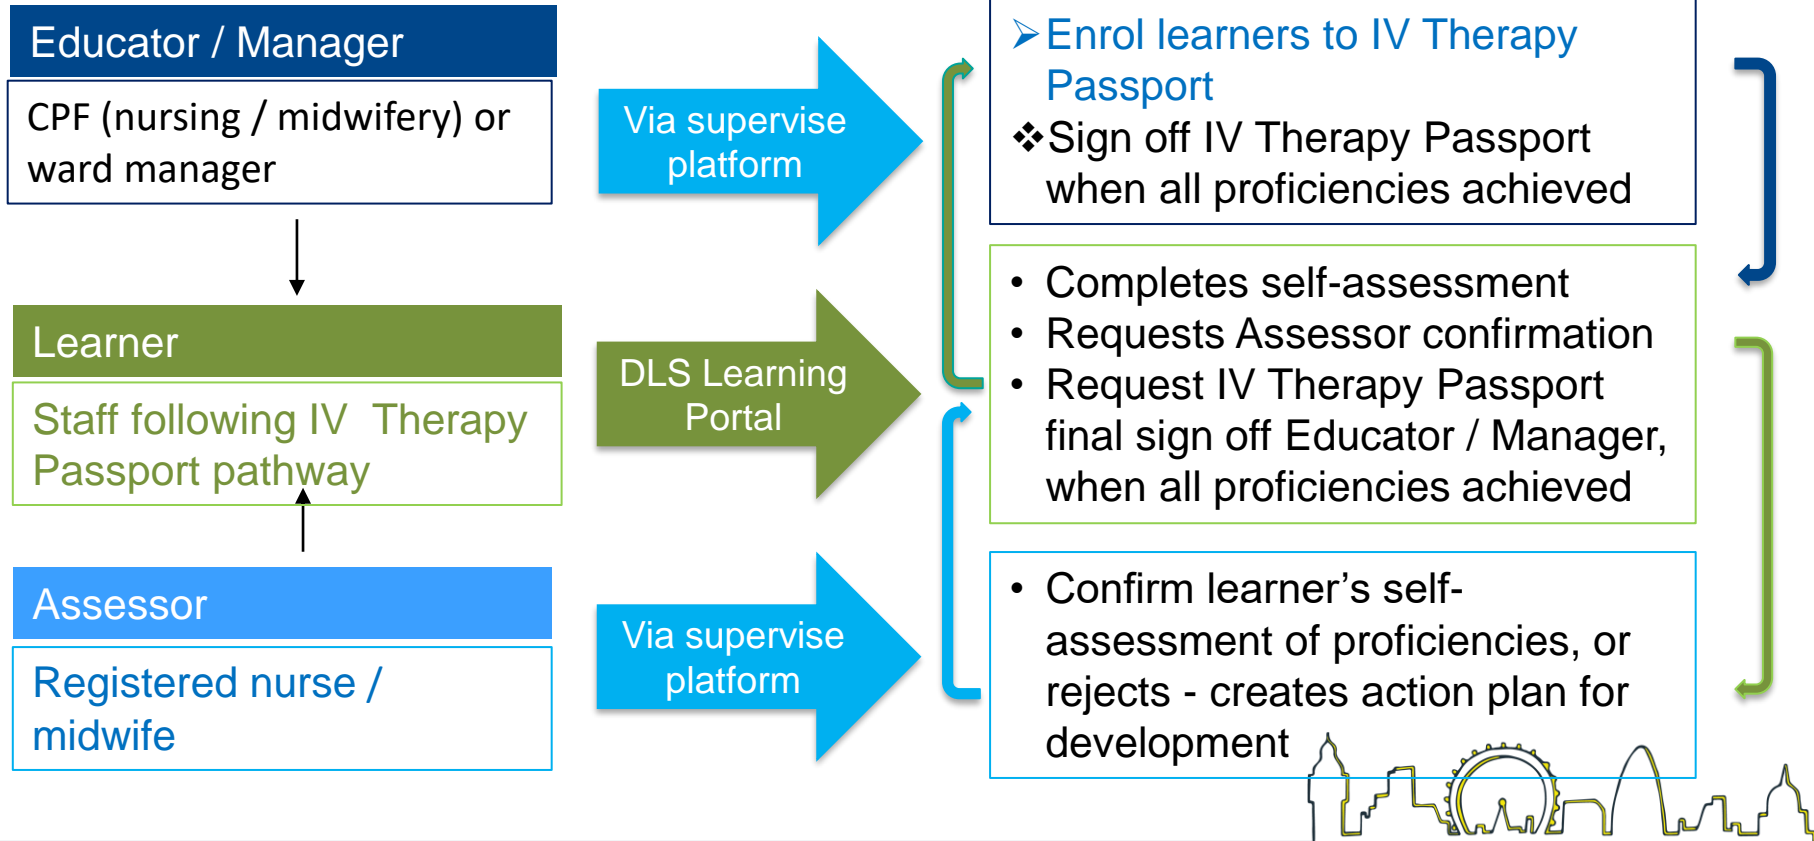 Educator / Manager
CPF (nursing / midwifery) or
ward manager
Via supervise
platform
➢Enrol learners to IV Therapy
Passport
❖Sign off IV Therapy Passport
when all proficiencies achieved
Learner
Staff following IV  Therapy
Passport pathway
DLS Learning
Portal
• Completes self-assessment
• Requests Assessor confirmation
• Request IV Therapy Passport
final sign off Educator / Manager,
when all proficiencies achieved
Assessor
Registered nurse /
midwife
Via supervise
platform
• Confirm learner’s self-
assessment of proficiencies, or
rejects - creates action plan for
development